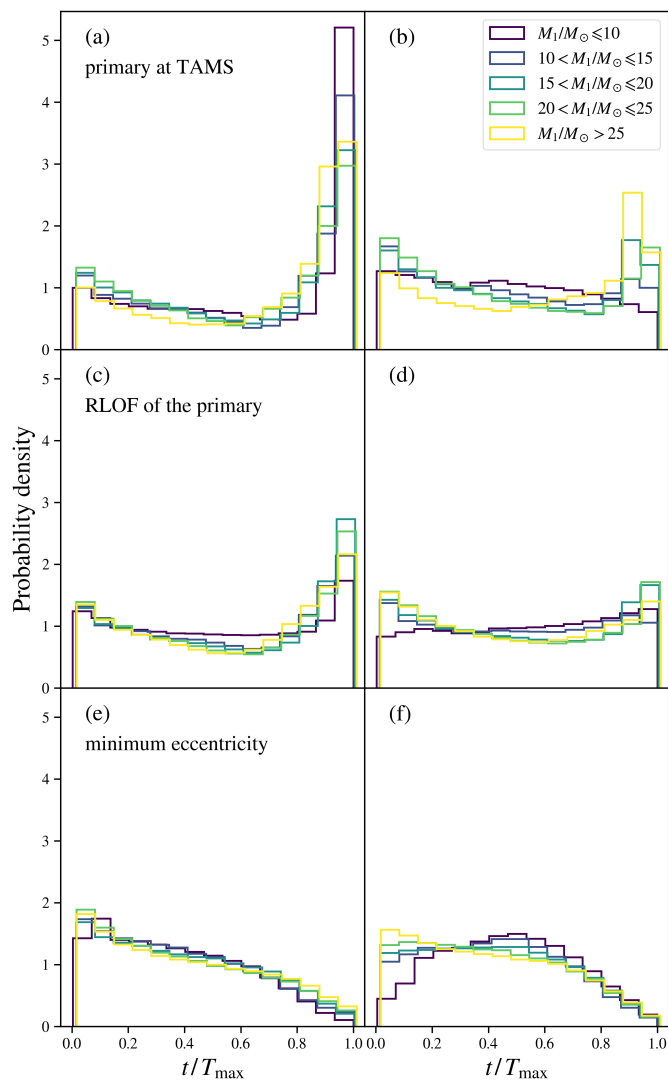 (a)
primary at TAMS
(b)
M₁/M⊙ ⩽ 10
10 < M₁/M⊙ ⩽ 15
15 < M₁/M⊙ ⩽ 20
20 < M₁/M⊙ ⩽ 25
M₁/M⊙ > 25
5
4
3
2
1
0
(c)
RLOF of the primary
(d)
5
4
3
2
1
0
Probability density
(e)
minimum eccentricity
(f)
5
4
3
2
1
0
0.0 0.2 0.4 0.6 0.8 1.0
0.0 0.2 0.4 0.6 0.8 1.0
t/Tmax
t/Tmax